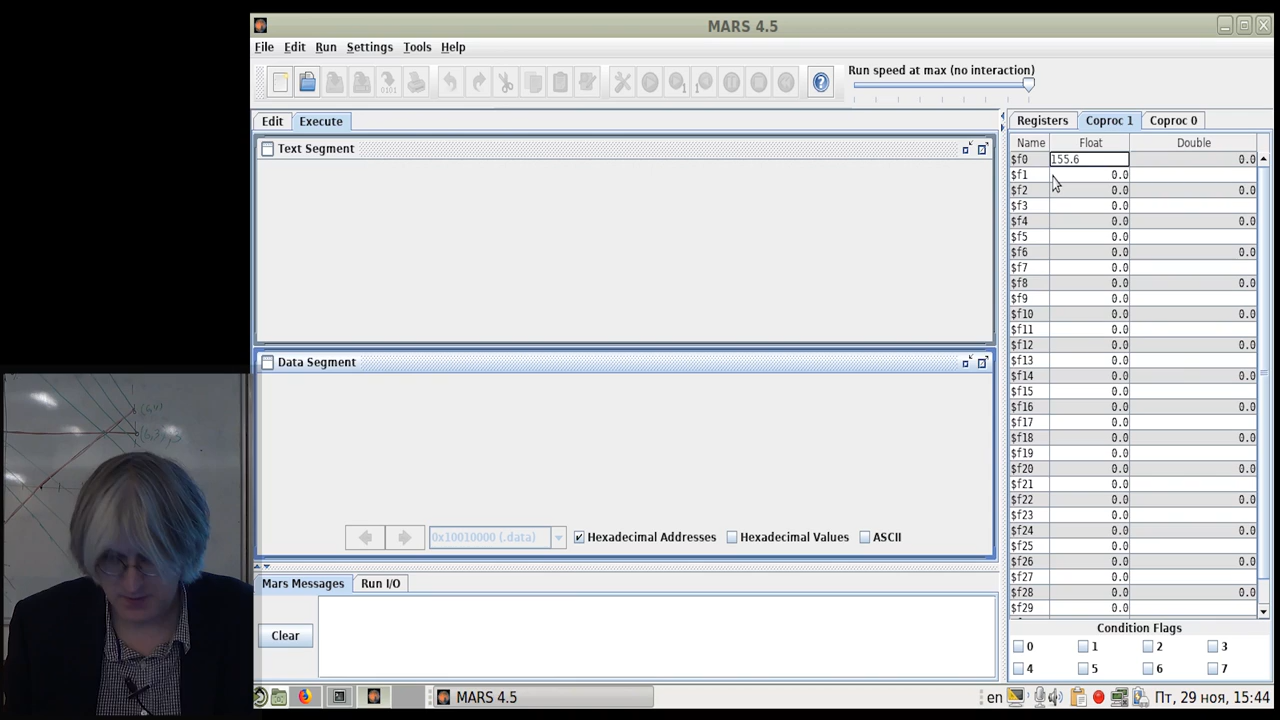 MARS 4.5
File Edit Run Settings Tools Help
Run speed at max (no interaction)
Edit Execute
Text Segment
Data Segment
0x10010000 (.data) Hexadecimal Addresses Hexadecimal Values ASCII
Mars Messages Run I/O
Clear
Registers Coproc 1 Coproc 0
Name Float Double
$f0 155.6 0.0
$f1 0.0
$f2 0.0 0.0
$f3 0.0
$f4 0.0 0.0
$f5 0.0
$f6 0.0 0.0
$f7 0.0
$f8 0.0 0.0
$f9 0.0
$f10 0.0 0.0
$f11 0.0
$f12 0.0 0.0
$f13 0.0
$f14 0.0 0.0
$f15 0.0
$f16 0.0 0.0
$f17 0.0
$f18 0.0 0.0
$f19 0.0
$f20 0.0 0.0
$f21 0.0
$f22 0.0 0.0
$f23 0.0
$f24 0.0 0.0
$f25 0.0
$f26 0.0 0.0
$f27 0.0
$f28 0.0 0.0
$f29 0.0
Condition Flags
0 1 2 3
4 5 6 7
MARS 4.5 en Пт, 29 ноя, 15:44